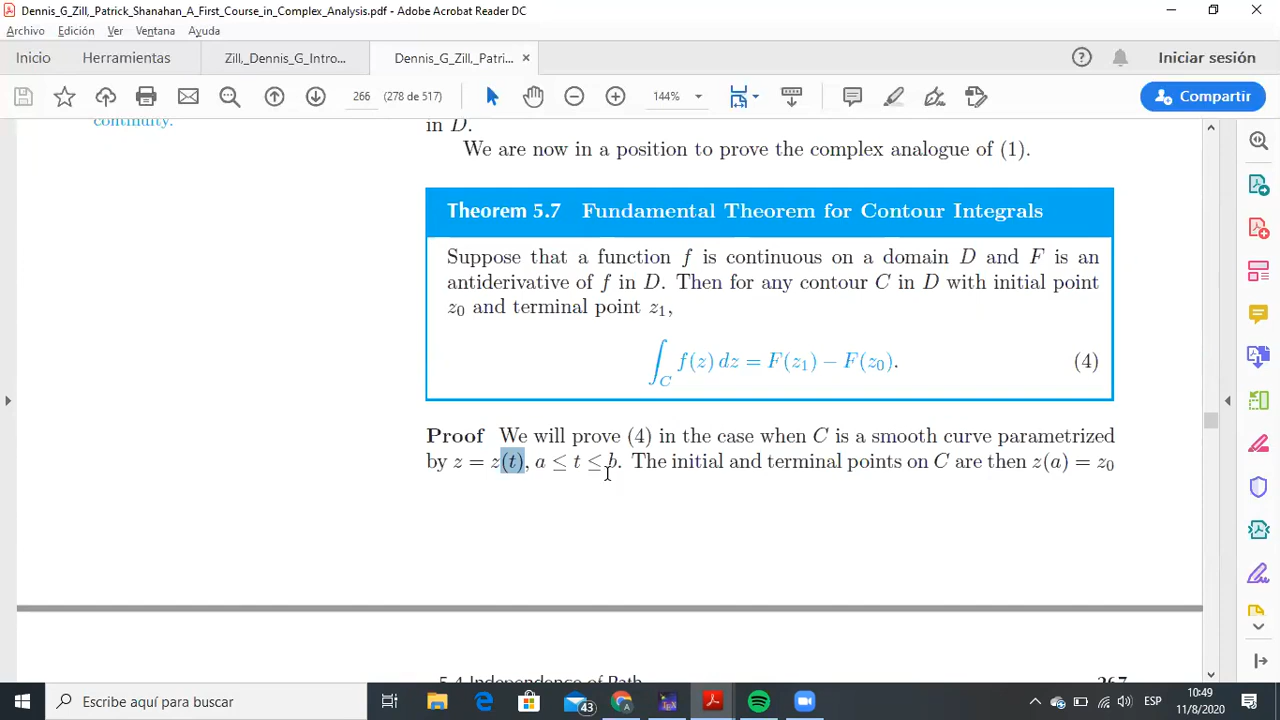 Dennis_G_Zill,_Patrick_Shanahan_A_First_Course_in_Complex_Analysis.pdf - Adobe Acrobat Reader DC
Archivo Edición Ver Ventana Ayuda
Inicio Herramientas Zill,_Dennis_G_Intro... Dennis_G_Zill,_Patri... × Iniciar sesión
266 (278 de 517) 144% Compartir
continuity.
in D.
We are now in a position to prove the complex analogue of (1).
Theorem 5.7 Fundamental Theorem for Contour Integrals
Suppose that a function f is continuous on a domain D and F is an
antiderivative of f in D. Then for any contour C in D with initial point
z₀ and terminal point z₁,
∫_C f(z) dz = F(z₁) − F(z₀). (4)
Proof We will prove (4) in the case when C is a smooth curve parametrized
by z = z(t), a ≤ t ≤ b. The initial and terminal points on C are then z(a) = z₀
5.4 Independence of Path 267
Escribe aquí para buscar 43 ESP 10:49
11/8/2020